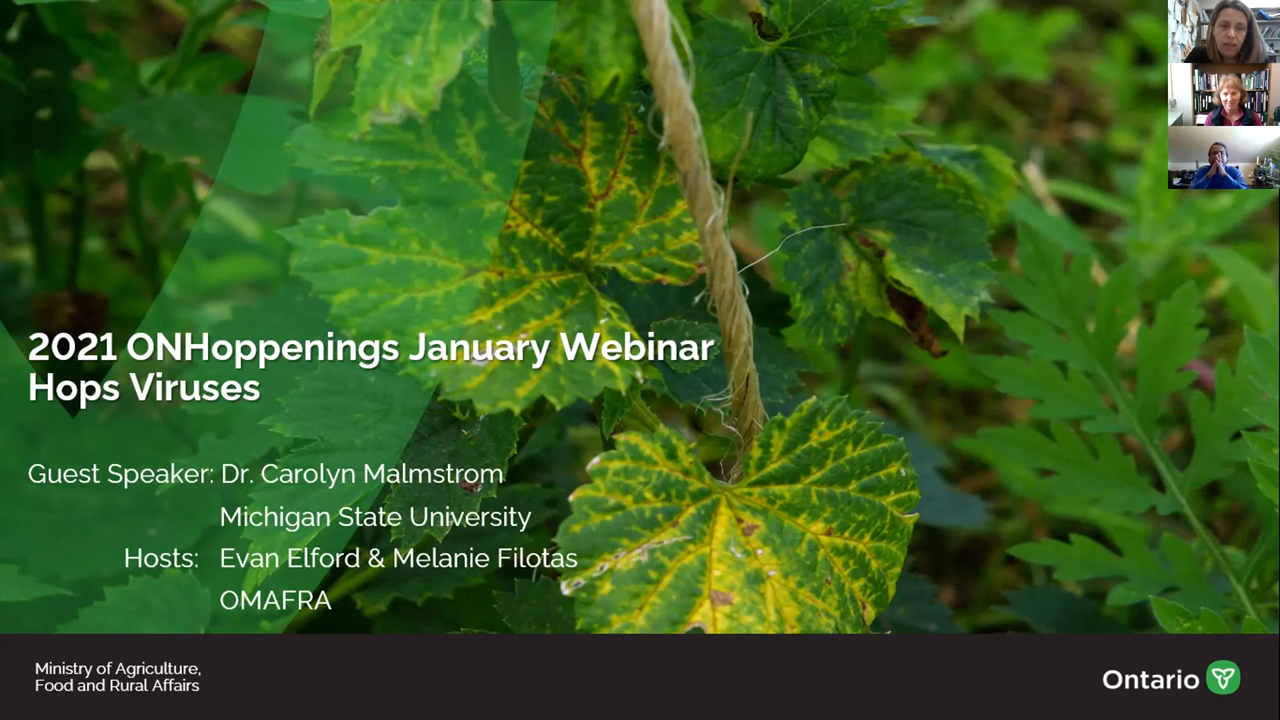 2021 ONHoppenings January Webinar
Hops Viruses
Guest Speaker: Dr. Carolyn Malmstrom
Michigan State University
Hosts: Evan Elford & Melanie Filotas
OMAFRA
Ministry of Agriculture,
Food and Rural Affairs
Ontario